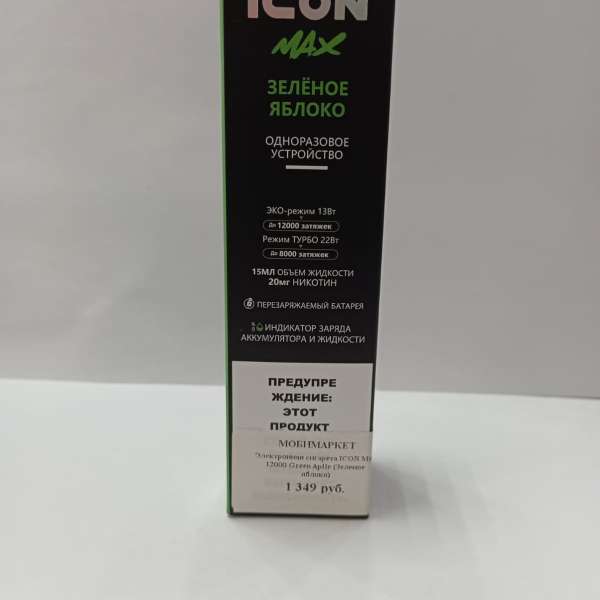 ICON
MAX
ЗЕЛЁНОЕ
ЯБЛОКО
ОДНОРАЗОВОЕ
УСТРОЙСТВО
ЭКО-режим 13Вт
До 12000 затяжек
Режим ТУРБО 22Вт
До 8000 затяжек
15МЛ ОБЪЕМ ЖИДКОСТИ
20мг НИКОТИН
ПЕРЕЗАРЯЖАЕМЫЙ БАТАРЕЯ
ИНДИКАТОР ЗАРЯДА
АККУМУЛЯТОРА И ЖИДКОСТИ
ПРЕДУПРЕ
ЖДЕНИЕ:
ЭТОТ
ПРОДУКТ
МОБИМАРКЕТ
Электронная сигарета ICON
12000 Green Aplle (Зеленое
яблоко)
1 349 руб.